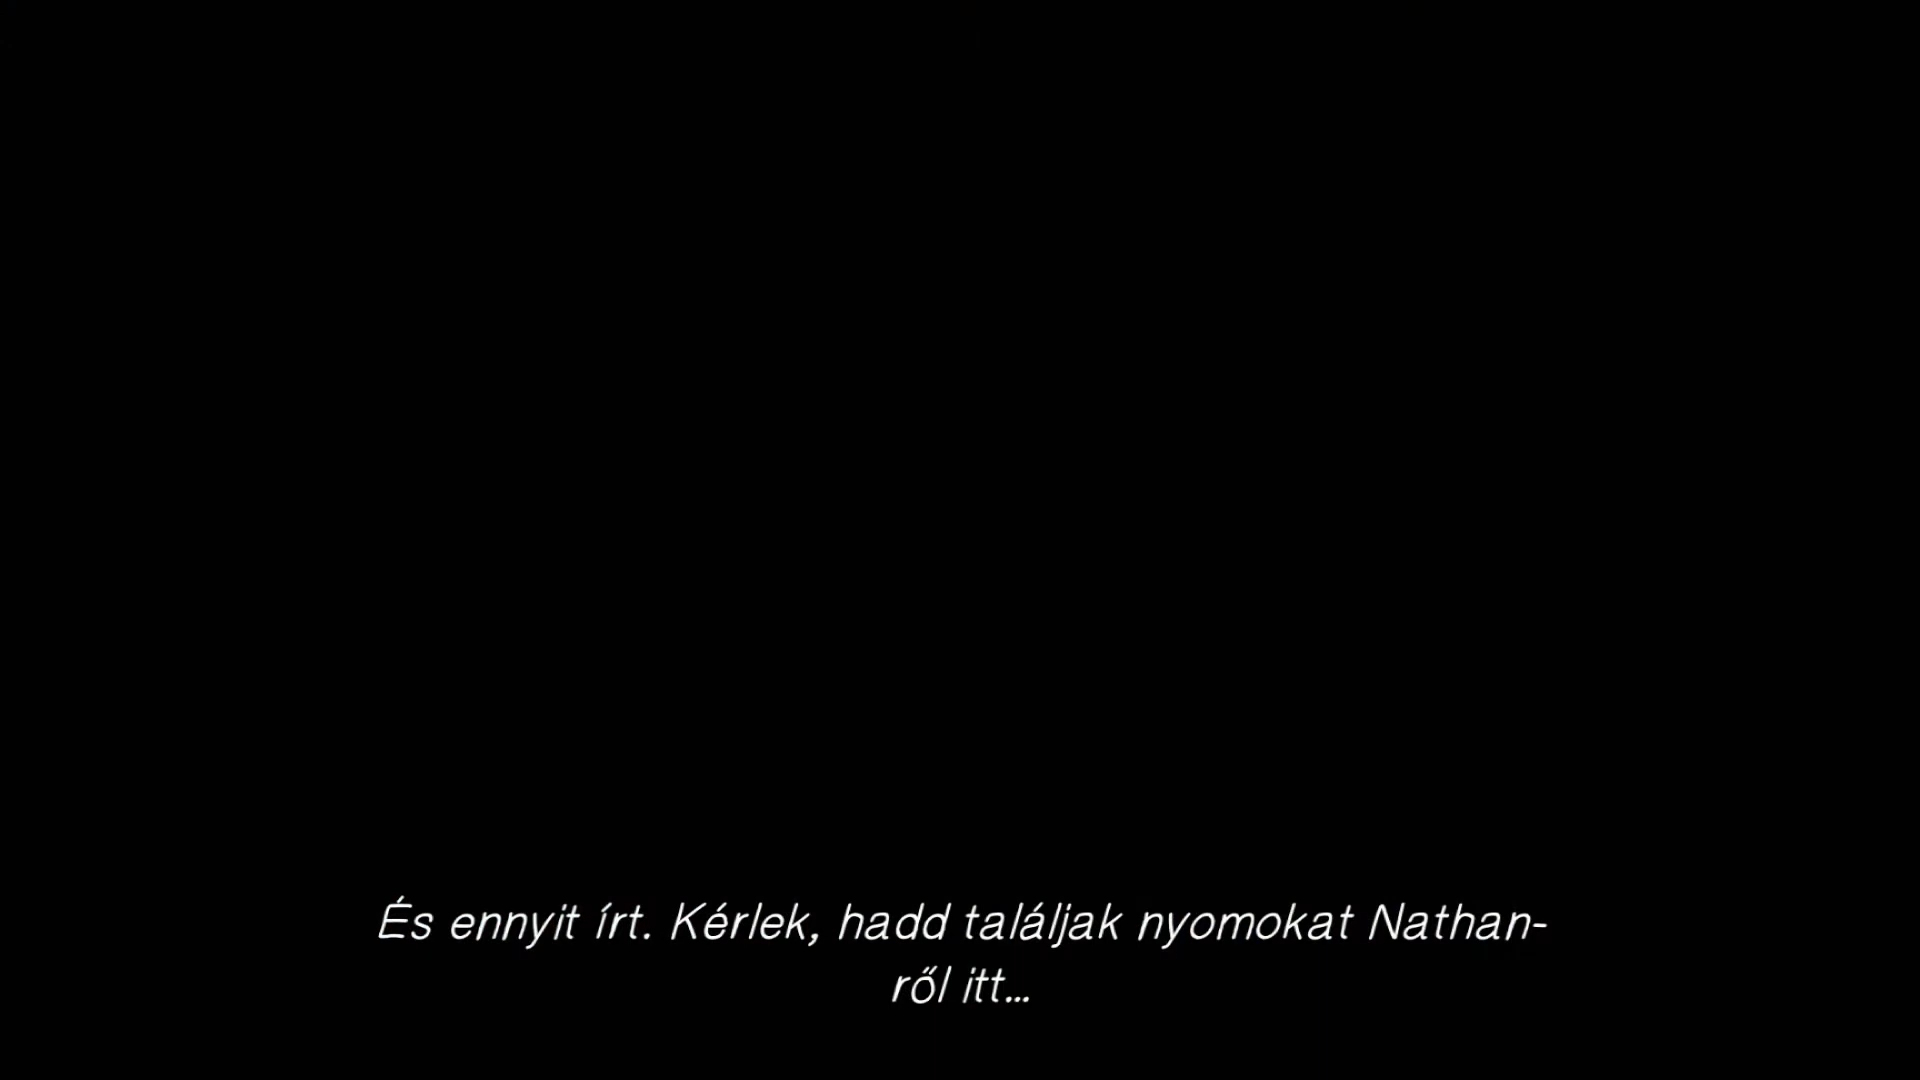 És ennyit írt. Kérlek, hadd találjak nyomokat Nathan-
ről itt...